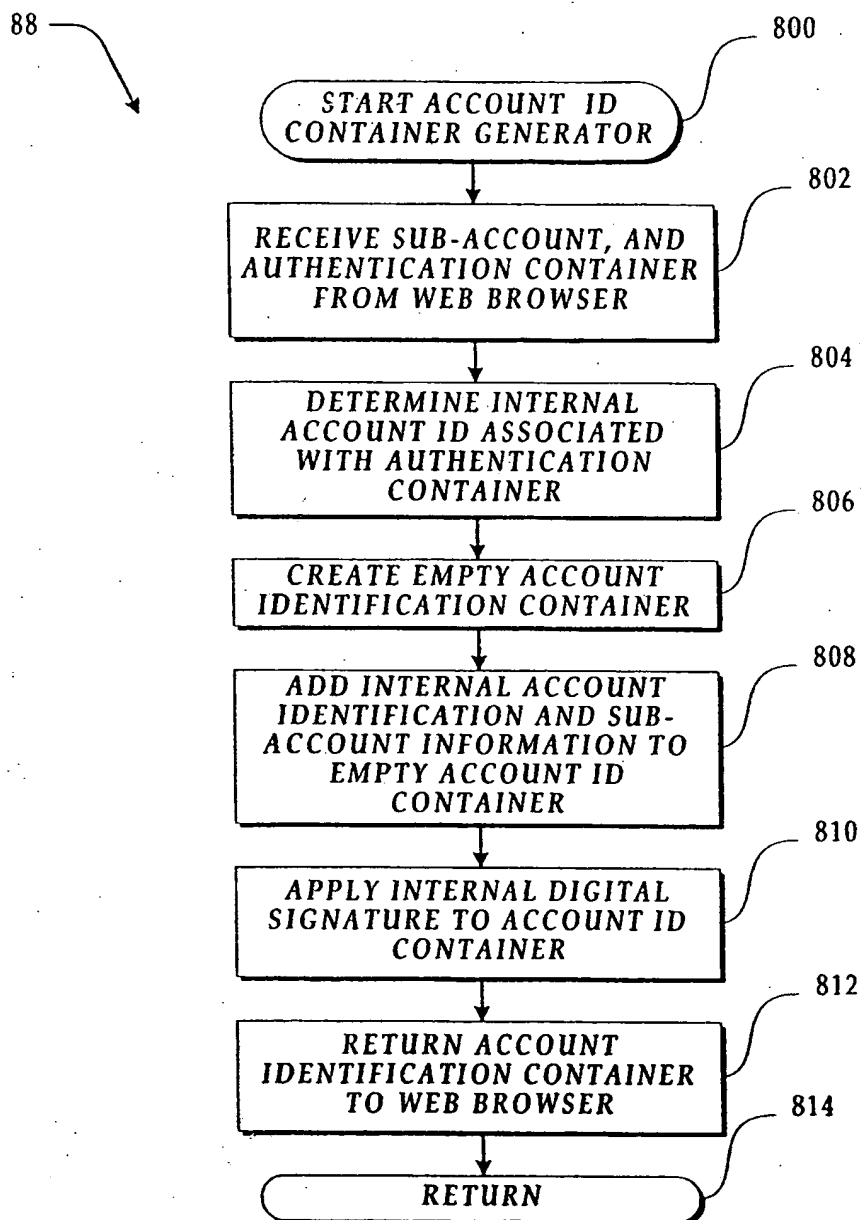 88
800
START ACCOUNT ID
CONTAINER GENERATOR
802
RECEIVE SUB-ACCOUNT, AND
AUTHENTICATION CONTAINER
FROM WEB BROWSER
804
DETERMINE INTERNAL
ACCOUNT ID ASSOCIATED
WITH AUTHENTICATION
CONTAINER
806
CREATE EMPTY ACCOUNT
IDENTIFICATION CONTAINER
808
ADD INTERNAL ACCOUNT
IDENTIFICATION AND SUB-
ACCOUNT INFORMATION TO
EMPTY ACCOUNT ID
CONTAINER
810
APPLY INTERNAL DIGITAL
SIGNATURE TO ACCOUNT ID
CONTAINER
812
RETURN ACCOUNT
IDENTIFICATION CONTAINER
TO WEB BROWSER
814
RETURN